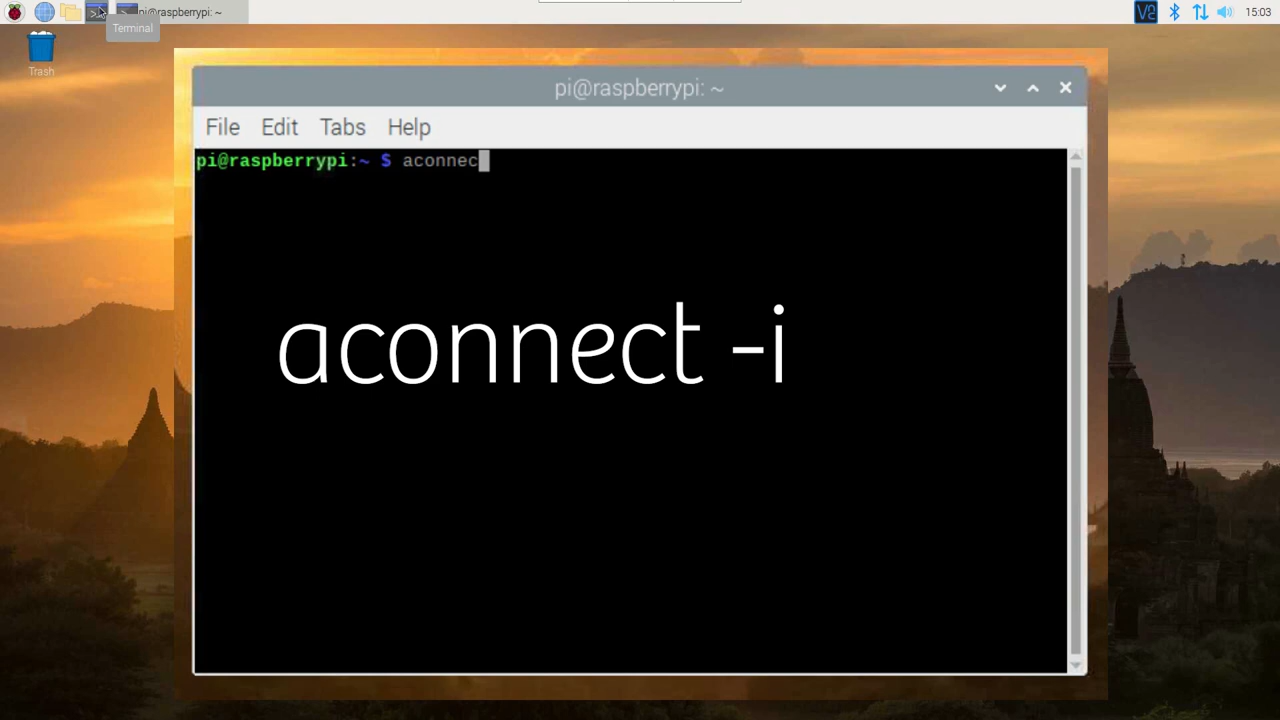 pi@raspberrypi: ~
15:03
Terminal
Trash
pi@raspberrypi: ~
File Edit Tabs Help
pi@raspberrypi:~ $ aconnec
aconnect -i